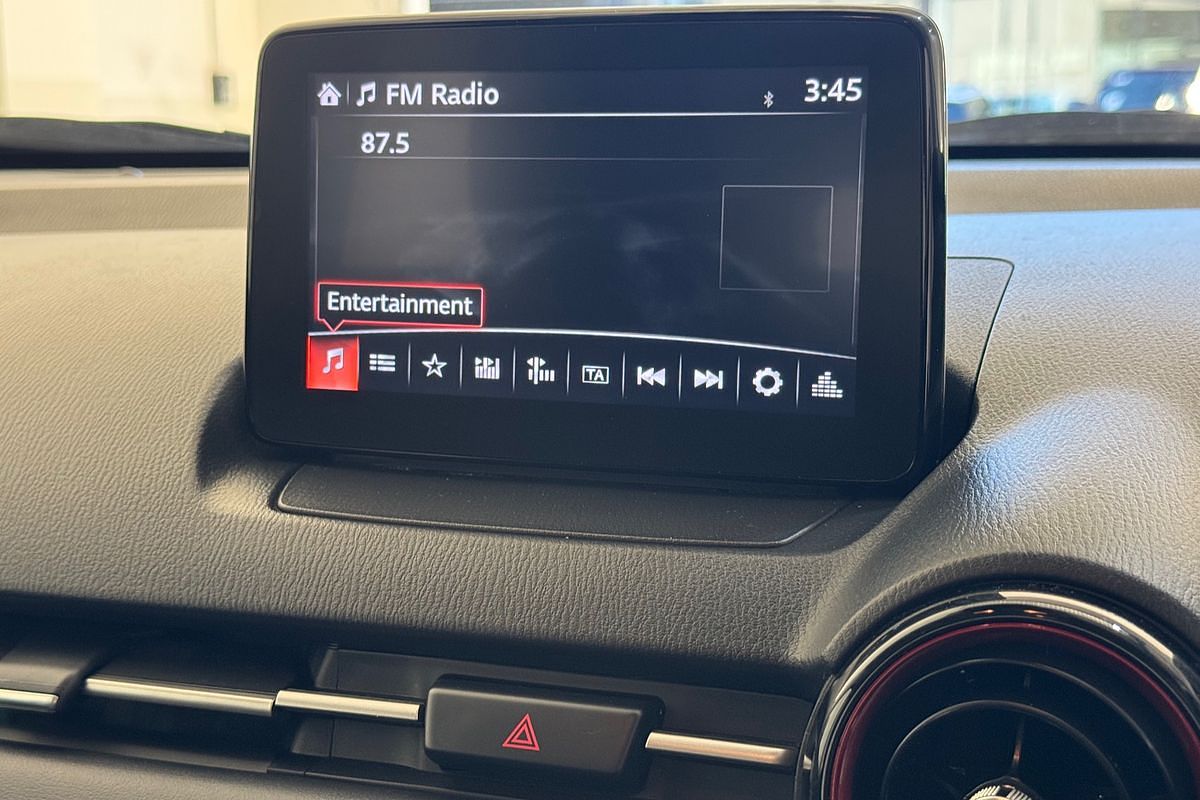 FM Radio 3:45
87.5
Entertainment
TA